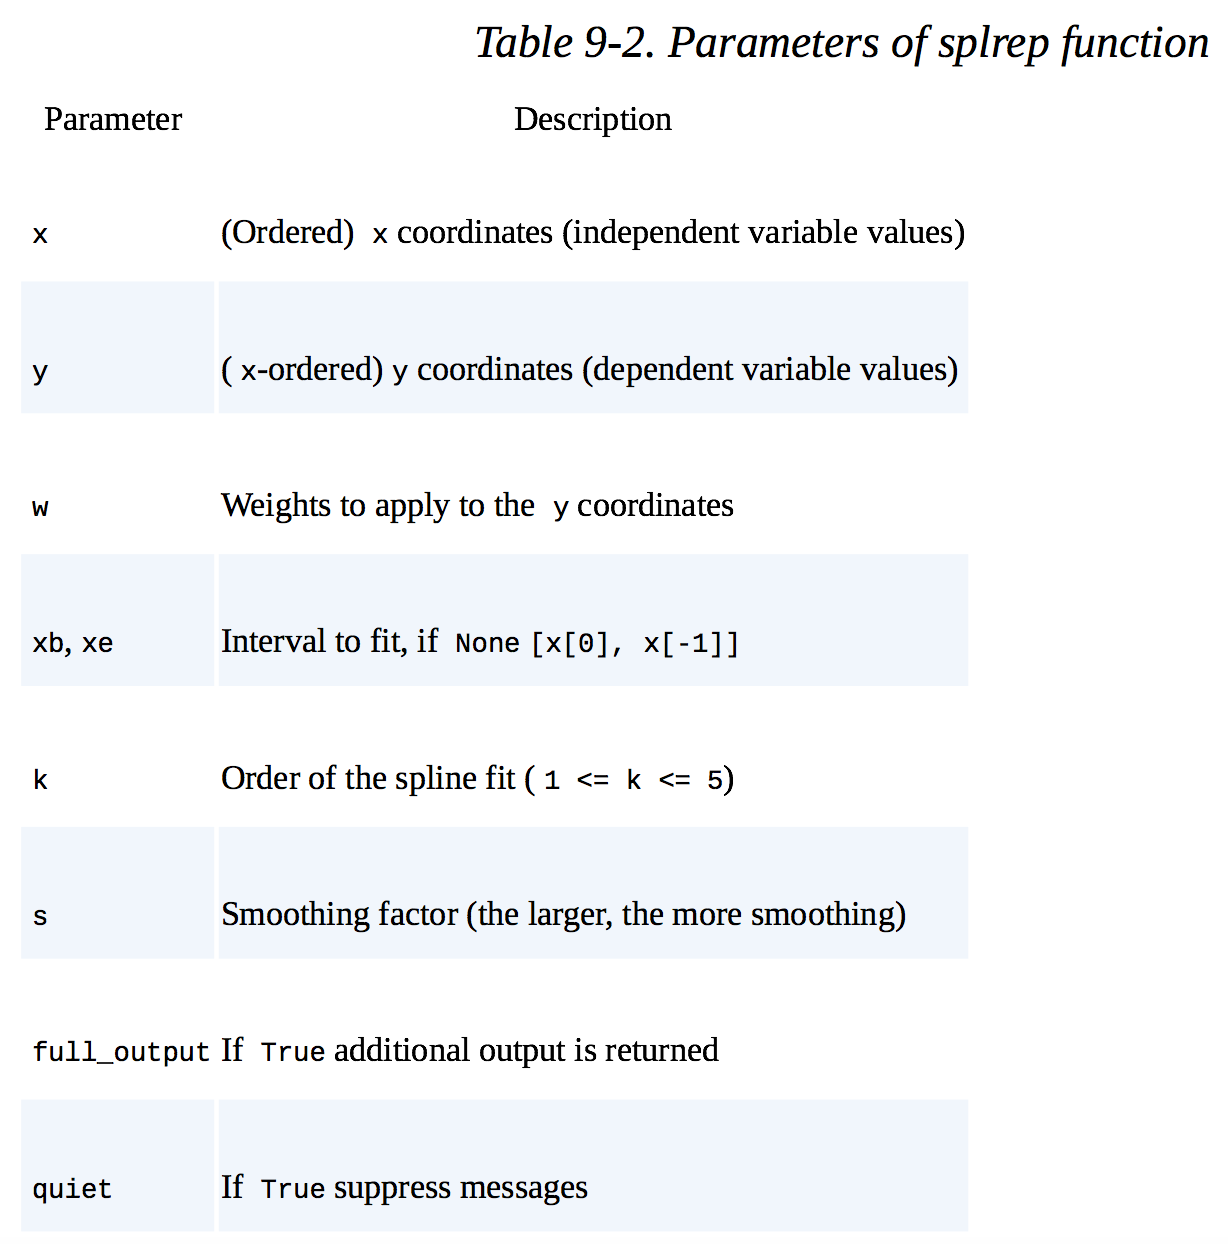 Table 9-2. Parameters of splrep function
Parameter Description
x (Ordered) x coordinates (independent variable values)
y ( x-ordered) y coordinates (dependent variable values)
w Weights to apply to the y coordinates
xb, xe Interval to fit, if None [x[0], x[-1]]
k Order of the spline fit ( 1 <= k <= 5)
s Smoothing factor (the larger, the more smoothing)
full_output If True additional output is returned
quiet If True suppress messages